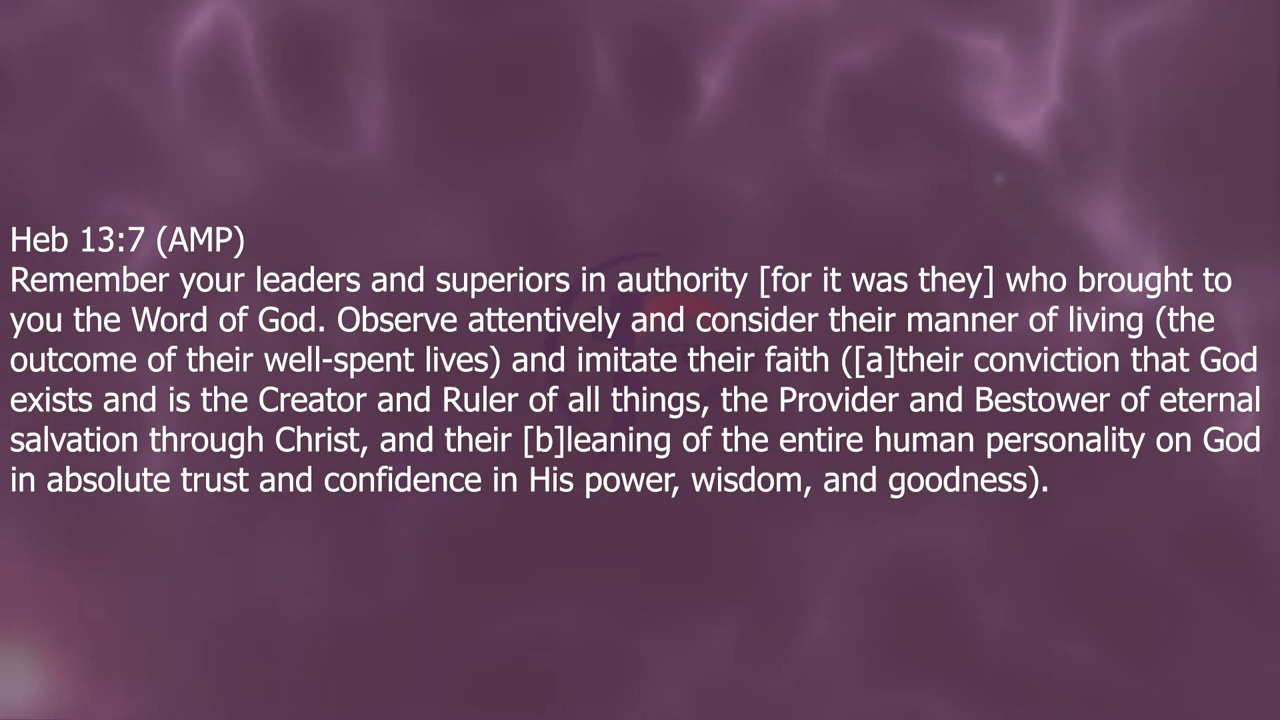 Heb 13:7 (AMP)
Remember your leaders and superiors in authority [for it was they] who brought to
you the Word of God. Observe attentively and consider their manner of living (the
outcome of their well-spent lives) and imitate their faith ([a]their conviction that God
exists and is the Creator and Ruler of all things, the Provider and Bestower of eternal
salvation through Christ, and their [b]leaning of the entire human personality on God
in absolute trust and confidence in His power, wisdom, and goodness).